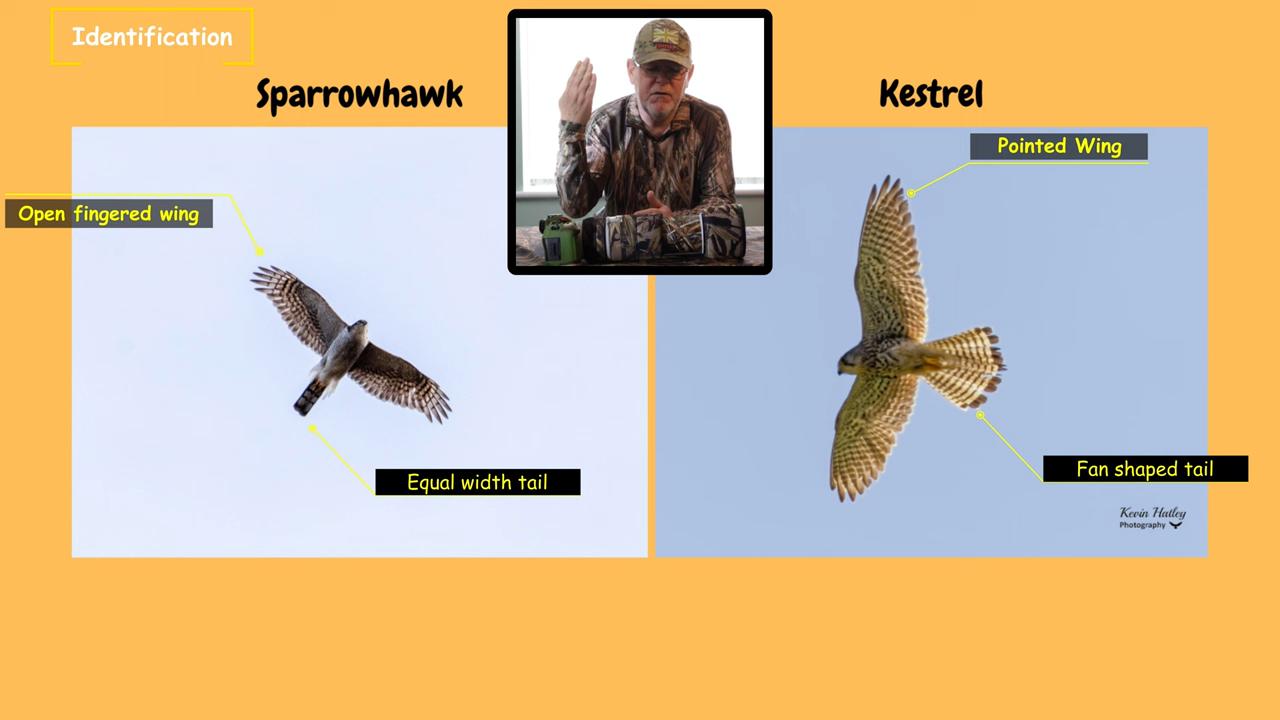 Identification
Sparrowhawk
Kestrel
Pointed Wing
Open fingered wing
Equal width tail
Fan shaped tail
Kevin Hatley
Photography